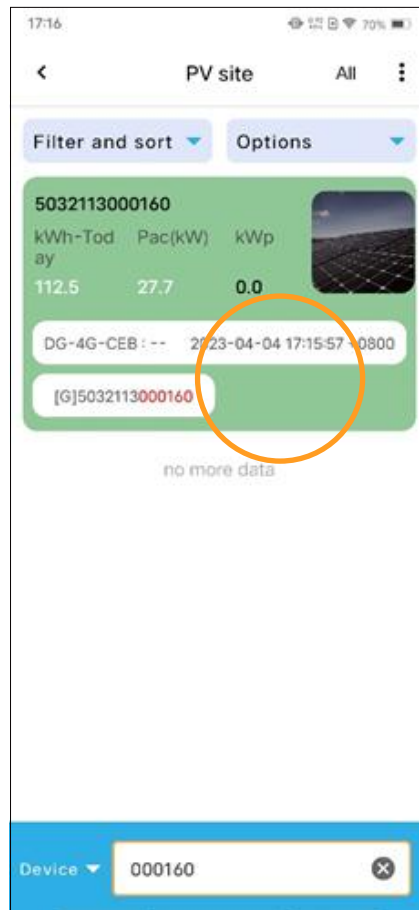 17:16
70%
PV site
All
Filter and sort
Options
5032113000160
kWh-Tod
ay
Pac(kW)
kWp
112.5
27.7
0.0
DG-4G-CEB : -- 2023-04-04 17:15:57 +0800
[G]5032113000160
no more data
Device
000160